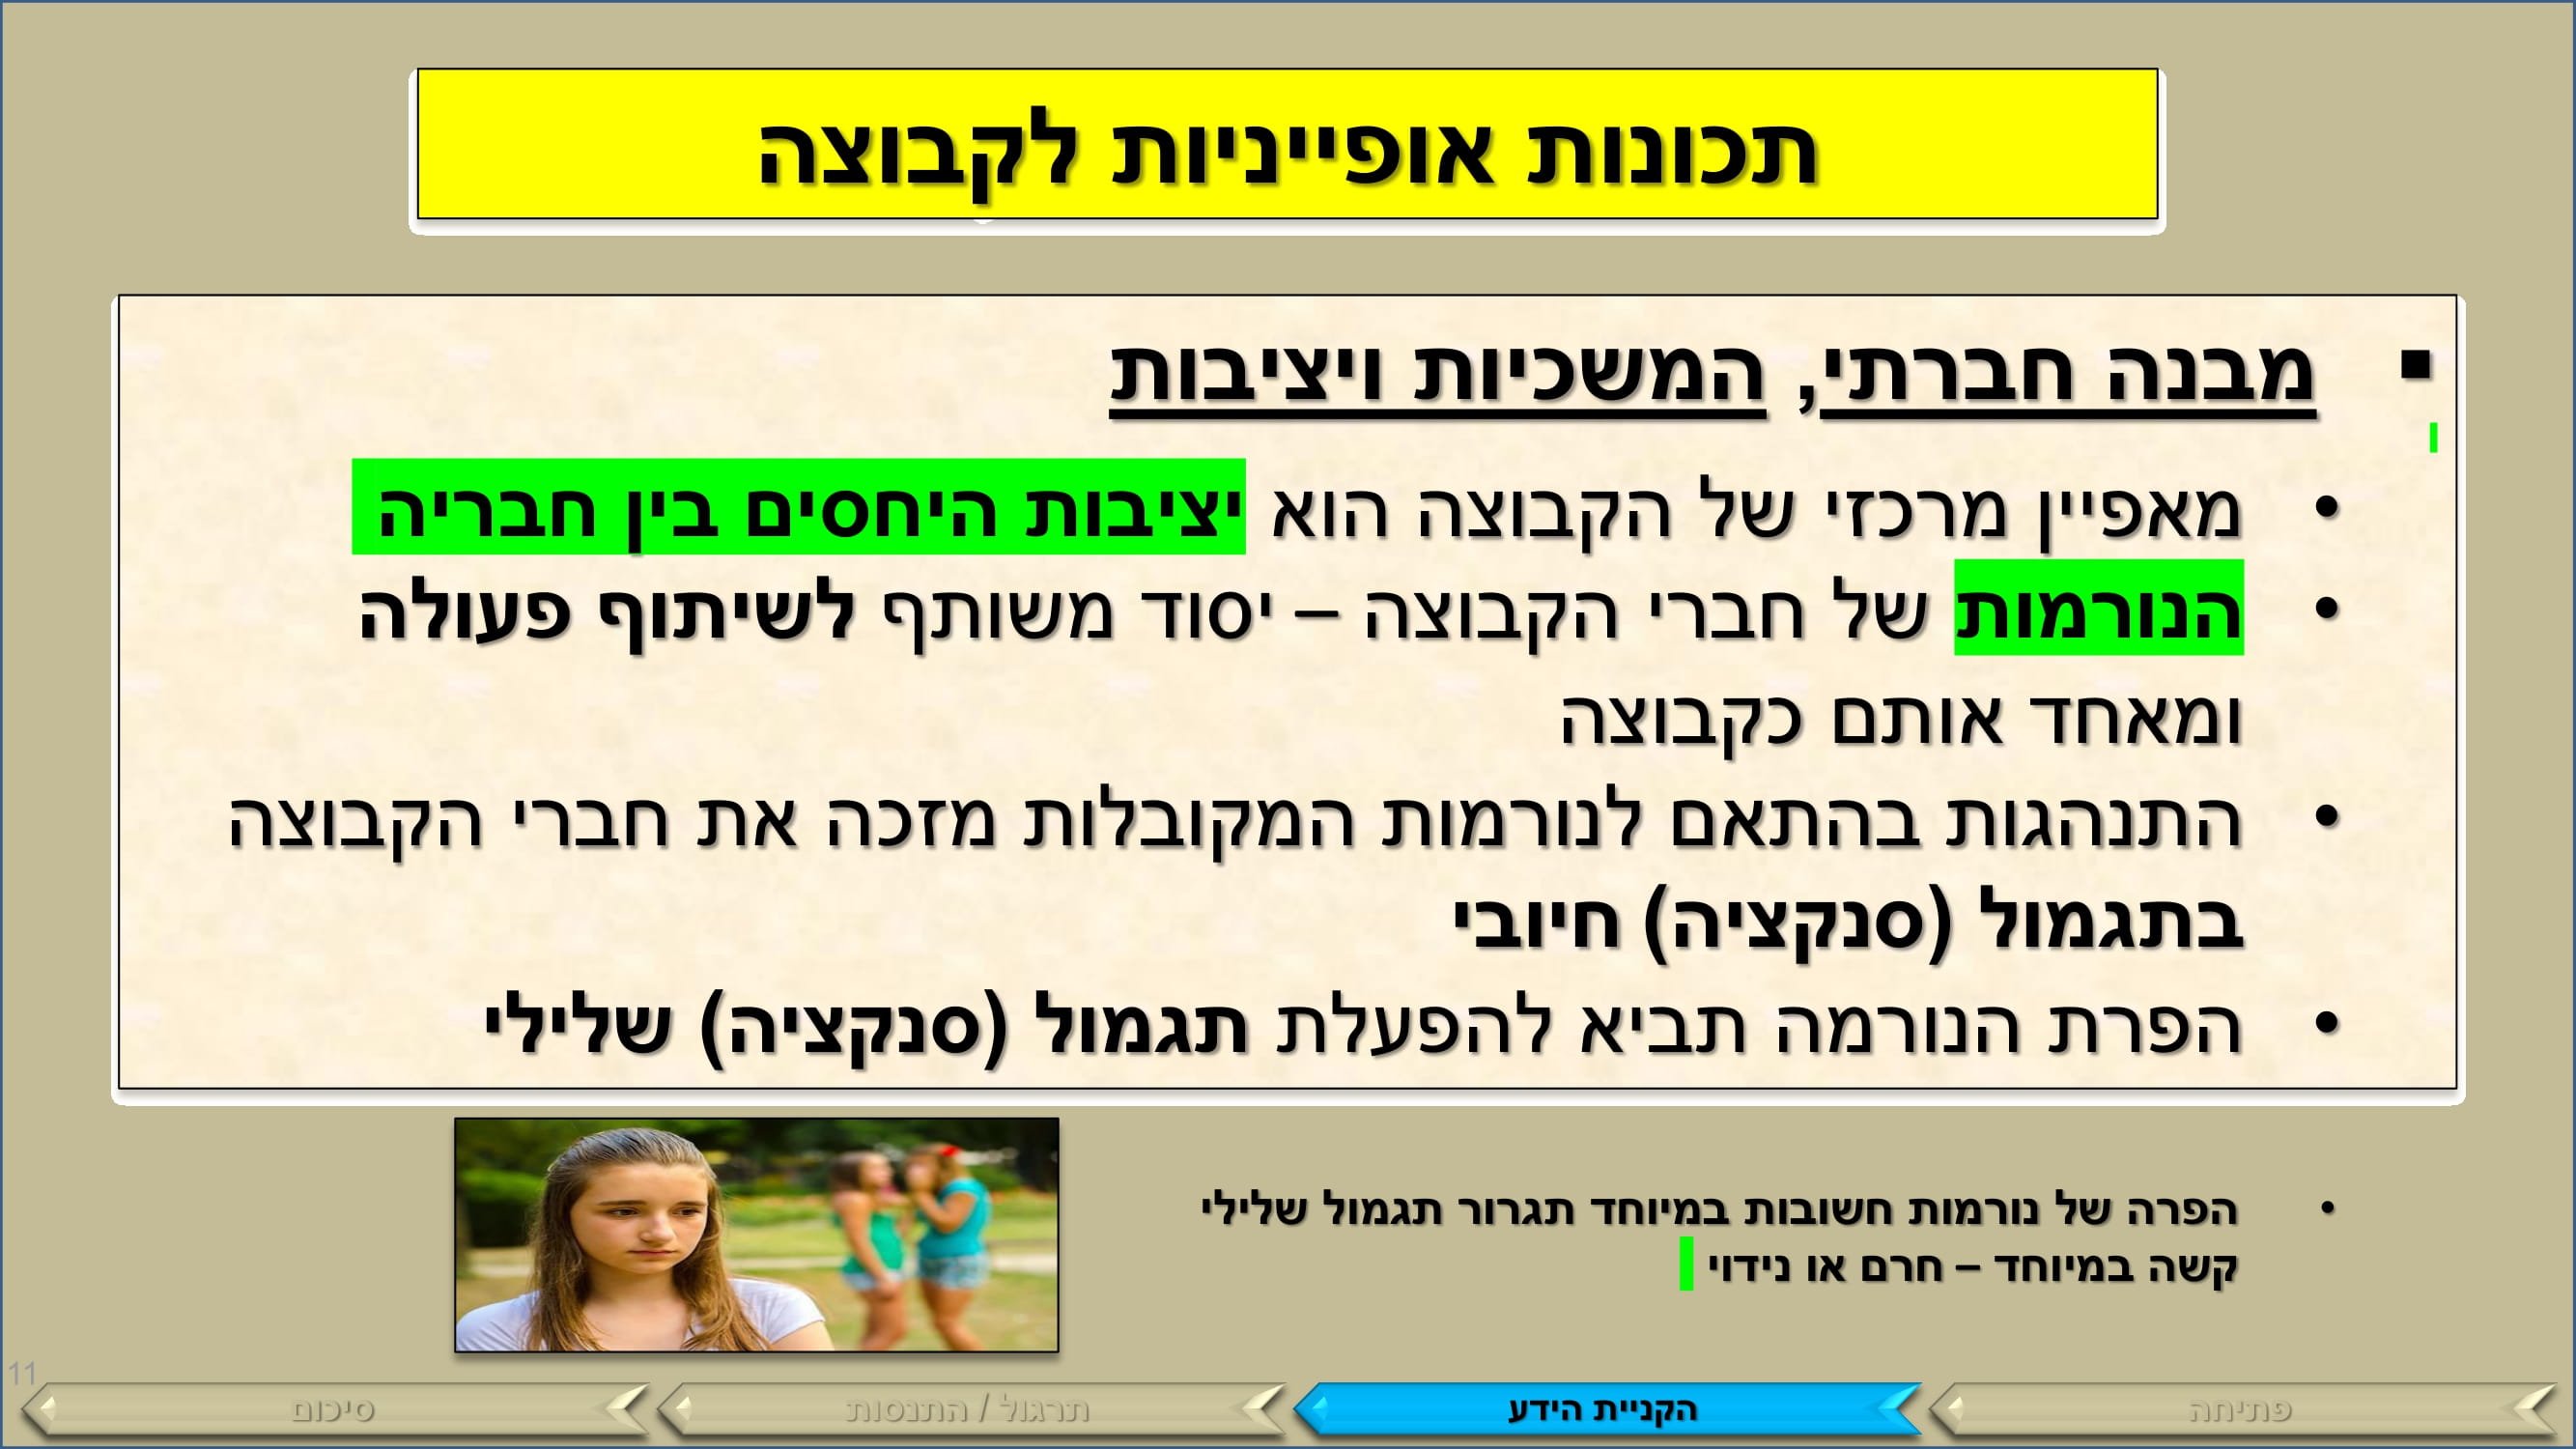 תכונות אופייניות לקבוצה
▪ מבנה חברתי, המשכיות ויציבות
• מאפיין מרכזי של הקבוצה הוא יציבות היחסים בין חבריה
• הנורמות של חברי הקבוצה – יסוד משותף לשיתוף פעולה
ומאחד אותם כקבוצה
• התנהגות בהתאם לנורמות המקובלות מזכה את חברי הקבוצה
בתגמול (סנקציה) חיובי
• הפרת הנורמה תביא להפעלת תגמול (סנקציה) שלילי
• הפרה של נורמות חשובות במיוחד תגרור תגמול שלילי
קשה במיוחד – חרם או נידוי
11
פתיחה
הקניית הידע
תרגול / התנסות
סיכום